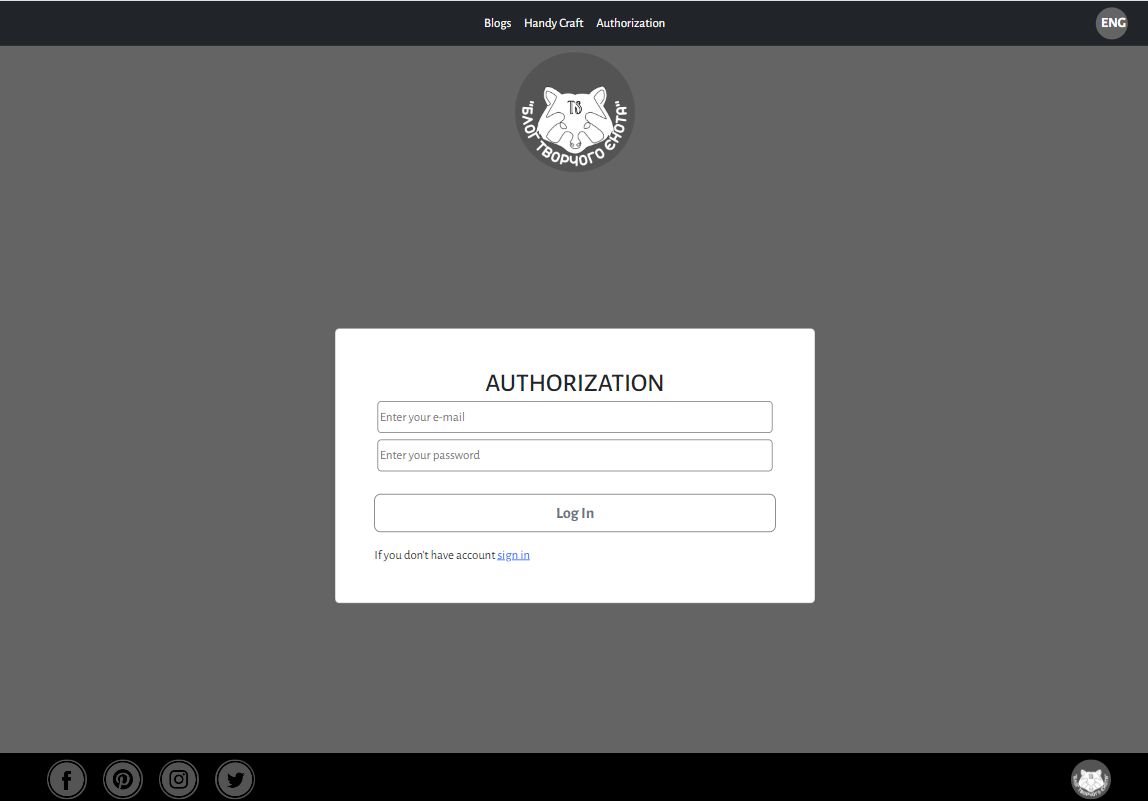 Blogs Handy Craft Authorization ENG
TS
"БЛОГ ТВОРЧОГО ЄНОТА"
AUTHORIZATION
Enter your e-mail
Enter your password
Log In
If you don't have account sign in